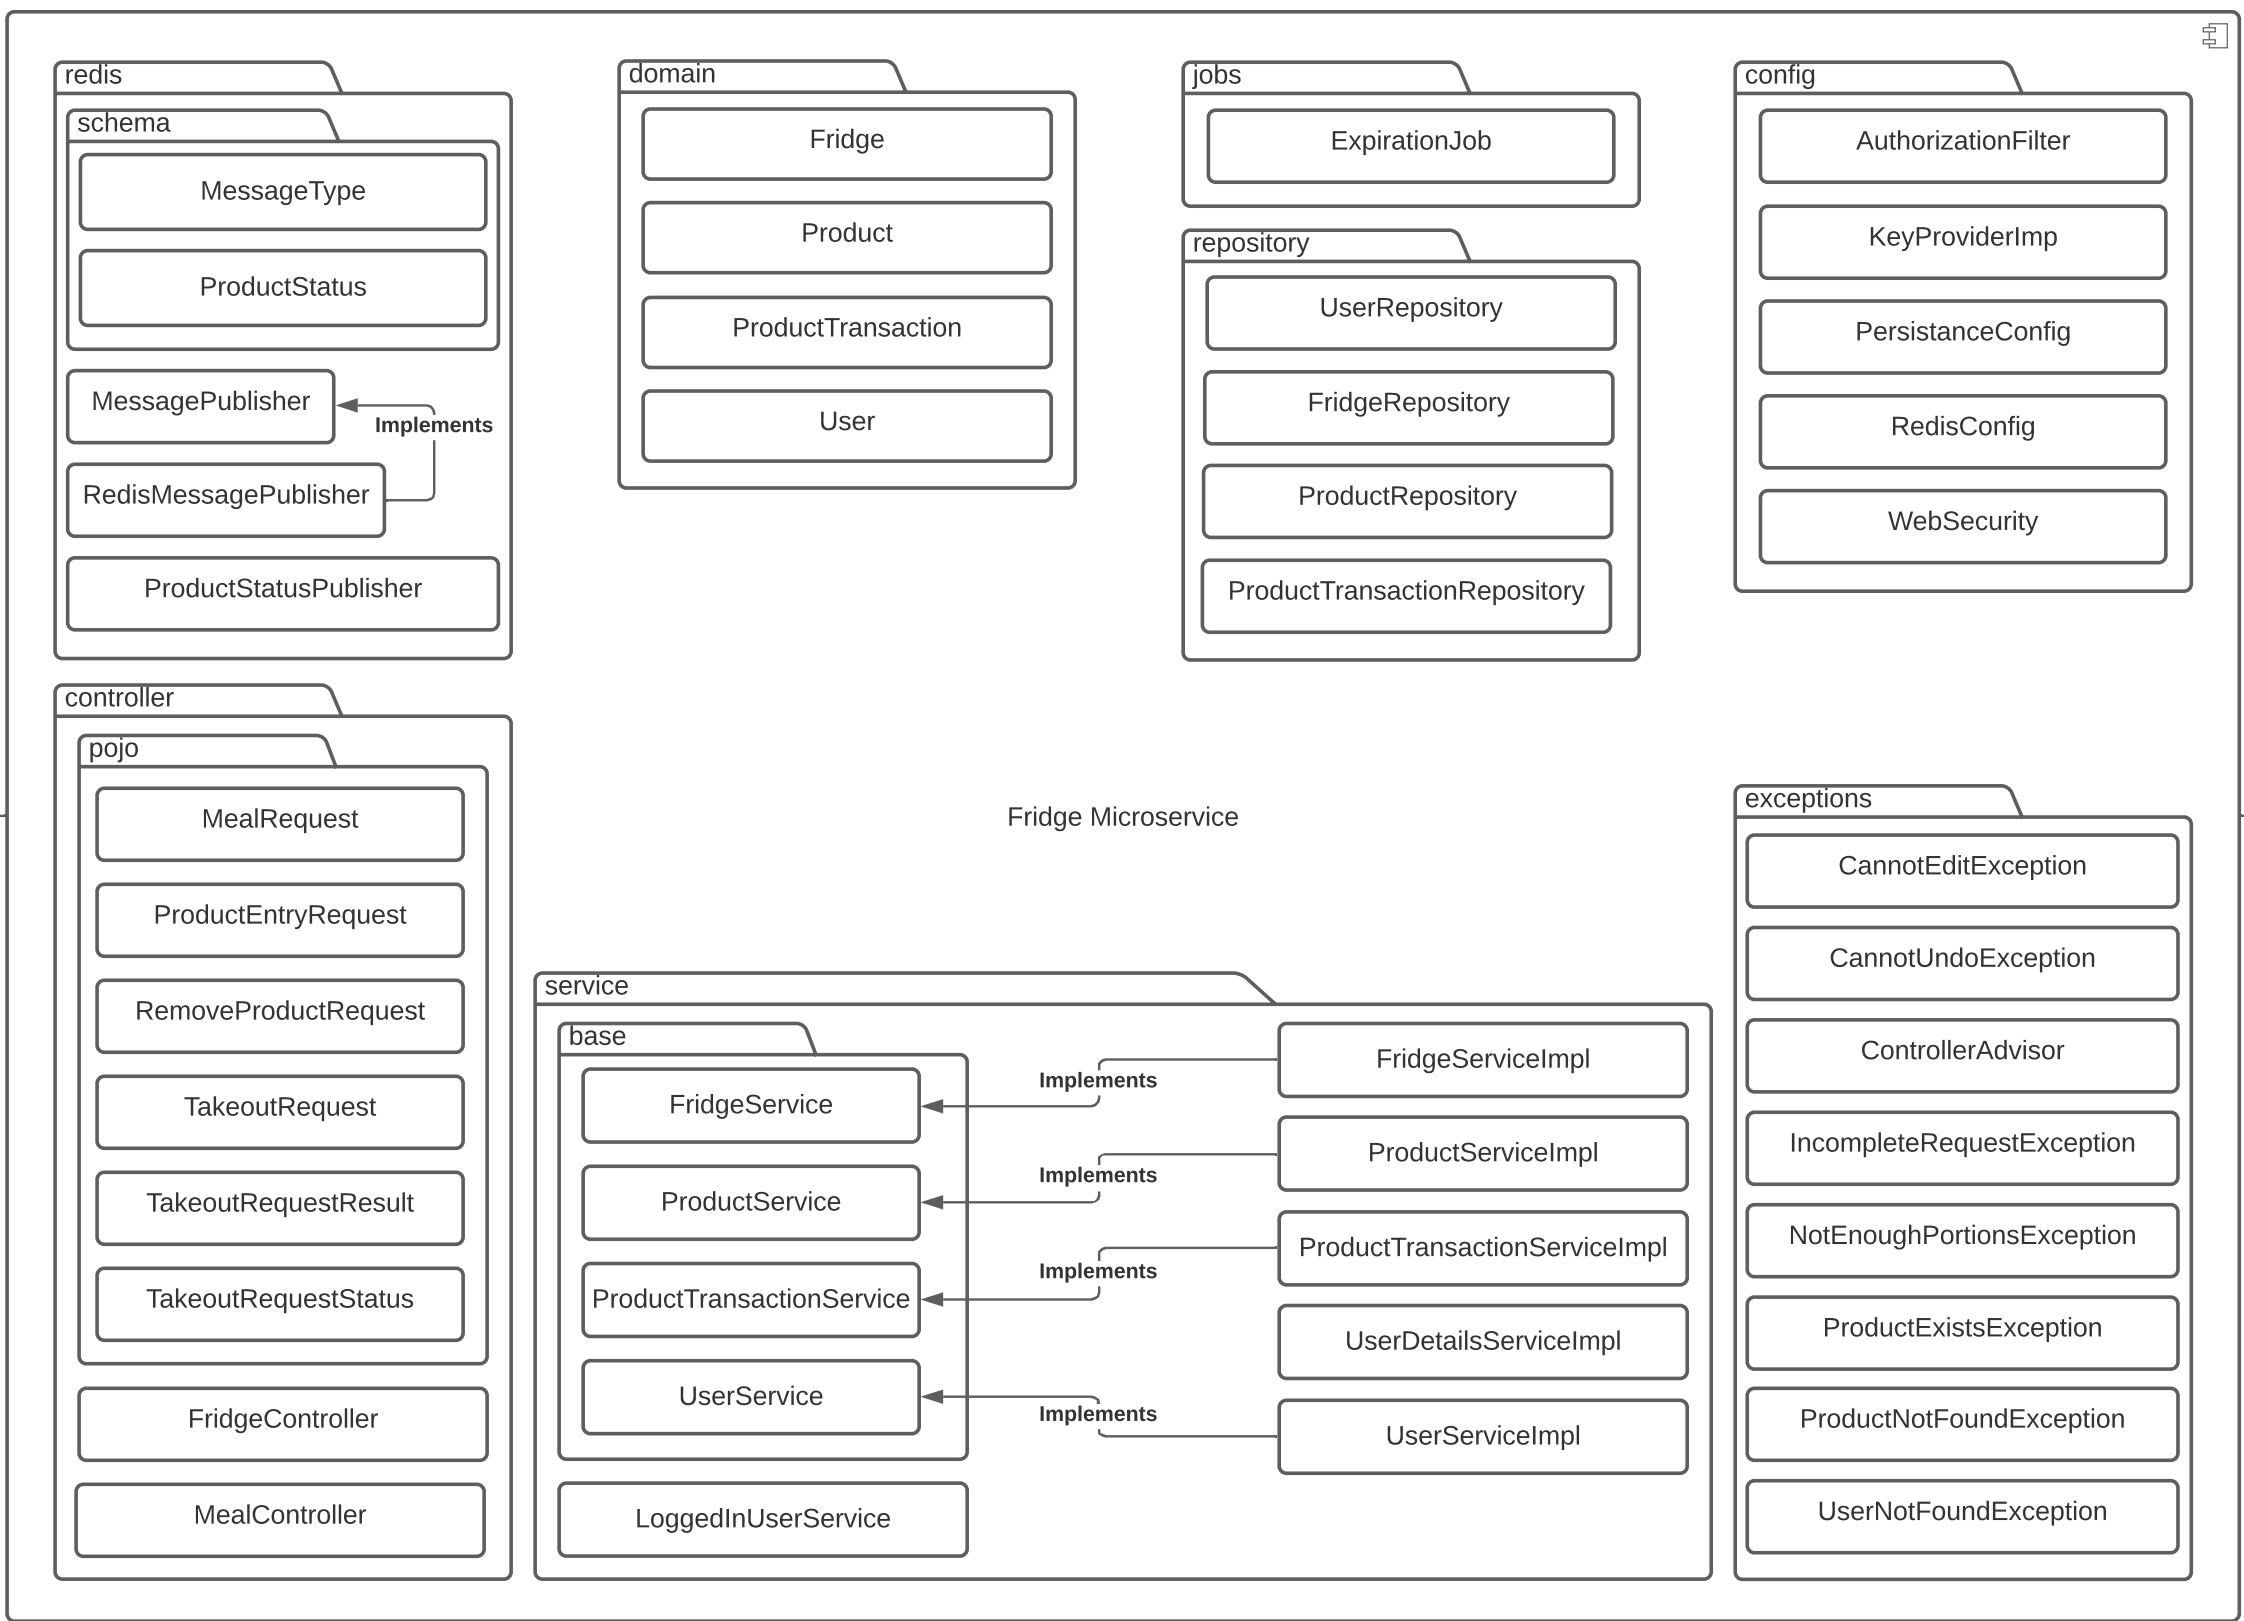 redis
schema
MessageType
ProductStatus
MessagePublisher
Implements
RedisMessagePublisher
ProductStatusPublisher
domain
Fridge
Product
ProductTransaction
User
jobs
ExpirationJob
repository
UserRepository
FridgeRepository
ProductRepository
ProductTransactionRepository
config
AuthorizationFilter
KeyProviderImp
PersistanceConfig
RedisConfig
WebSecurity
controller
pojo
MealRequest
ProductEntryRequest
RemoveProductRequest
TakeoutRequest
TakeoutRequestResult
TakeoutRequestStatus
FridgeController
MealController
Fridge Microservice
service
base
FridgeService
ProductService
ProductTransactionService
UserService
LoggedInUserService
Implements
Implements
Implements
Implements
FridgeServiceImpl
ProductServiceImpl
ProductTransactionServiceImpl
UserDetailsServiceImpl
UserServiceImpl
exceptions
CannotEditException
CannotUndoException
ControllerAdvisor
IncompleteRequestException
NotEnoughPortionsException
ProductExistsException
ProductNotFoundException
UserNotFoundException